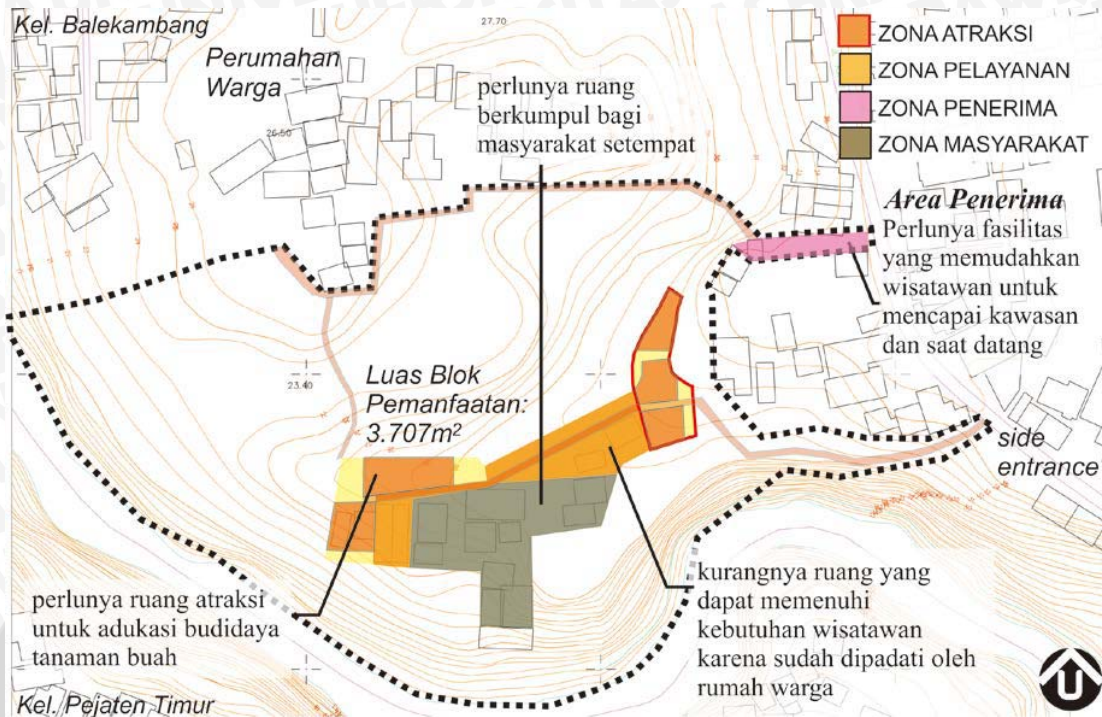 Kel. Balekambang
27.70
Perumahan
Warga
26.50
perlunya ruang
berkumpul bagi
masyarakat setempat
ZONA ATRAKSI
ZONA PELAYANAN
ZONA PENERIMA
ZONA MASYARAKAT
Area Penerima
Perlunya fasilitas
yang memudahkan
wisatawan untuk
mencapai kawasan
dan saat datang
23.40
Luas Blok
Pemanfaatan:
3.707m²
side
entrance
perlunya ruang atraksi
untuk adukasi budidaya
tanaman buah
kurangnya ruang yang
dapat memenuhi
kebutuhan wisatawan
karena sudah dipadati oleh
rumah warga
Kel. Pejaten Timur
U